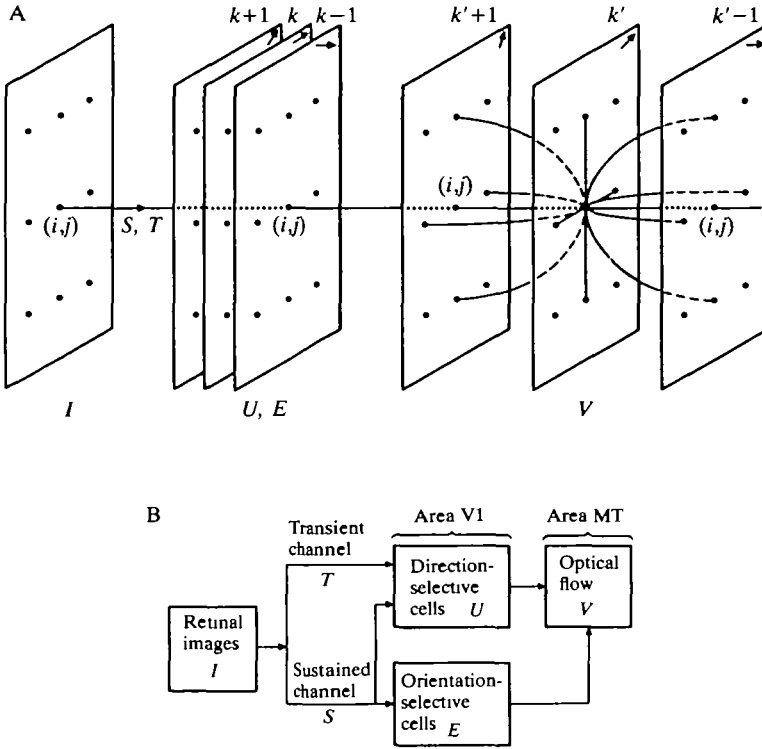 A
k+1 k k−1
k′+1 k′ k′−1
(i,j)
S, T
(i,j)
(i,j)
(i,j)
I
U, E
V
B
Area V1
Area MT
Transient
channel
T
Direction-
selective
cells U
Optical
flow
V
Retinal
images
I
Sustained
channel
S
Orientation-
selective
cells E